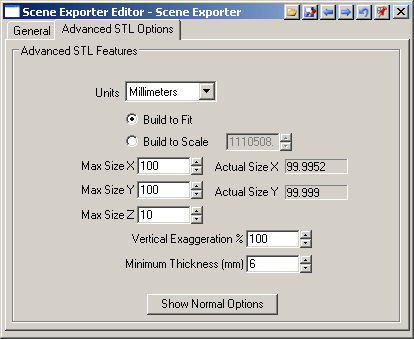 Scene Exporter Editor - Scene Exporter
General Advanced STL Options
Advanced STL Features
Units Millimeters
Build to Fit
Build to Scale 1110508.
Max Size X 100 Actual Size X 99.9952
Max Size Y 100 Actual Size Y 99.999
Max Size Z 10
Vertical Exaggeration % 100
Minimum Thickness (mm) 6
Show Normal Options